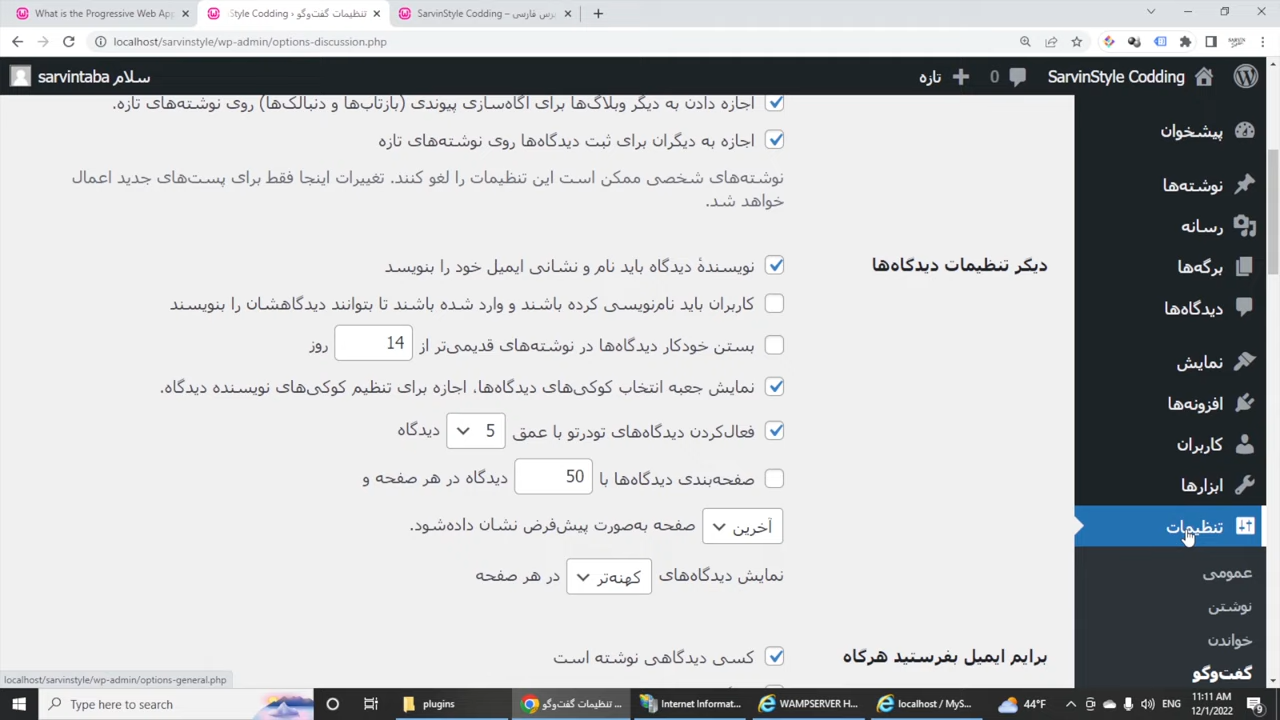 What is the Progressive Web App
تنظیمات گفت‌وگو ‹ Style Codding
SarvinStyle Codding – پرس فارسی
localhost/sarvinstyle/wp-admin/options-discussion.php
SarvinStyle Codding
0
تازه
سلام sarvintaba
اجازه دادن به دیگر وبلاگ‌ها برای آگاه‌سازی پیوندی (بازتاب‌ها و دنبالک‌ها) روی نوشته‌های تازه.
اجازه به دیگران برای ثبت دیدگاه‌ها روی نوشته‌های تازه
نوشته‌های شخصی ممکن است این تنظیمات را لغو کنند. تغییرات اینجا فقط برای پست‌های جدید اعمال
خواهد شد.
دیگر تنظیمات دیدگاه‌ها
نویسندهٔ دیدگاه باید نام و نشانی ایمیل خود را بنویسد
کاربران باید نام‌نویسی کرده باشند و وارد شده باشند تا بتوانند دیدگاهشان را بنویسند
بستن خودکار دیدگاه‌ها در نوشته‌های قدیمی‌تر از 14 روز
نمایش جعبه انتخاب کوکی‌های دیدگاه‌ها، اجازه برای تنظیم کوکی‌های نویسنده دیدگاه.
فعال‌کردن دیدگاه‌های تودرتو با عمق 5 دیدگاه
صفحه‌بندی دیدگاه‌ها با 50 دیدگاه در هر صفحه و
آخرین صفحه به‌صورت پیش‌فرض نشان داده‌شود.
نمایش دیدگاه‌های کهنه‌تر در هر صفحه
برایم ایمیل بفرستید هرکاه
کسی دیدگاهی نوشته است
پیشخوان
نوشته‌ها
رسانه
برگه‌ها
دیدگاه‌ها
نمایش
افزونه‌ها
کاربران
ابزارها
تنظیمات
عمومی
نوشتن
خواندن
گفت‌وگو
localhost/sarvinstyle/wp-admin/options-general.php
Type here to search
plugins
تنظیمات گفت‌وگو ...
Internet Informat...
WAMPSERVER H...
localhost / MyS...
44°F
ENG
11:11 AM
12/1/2022